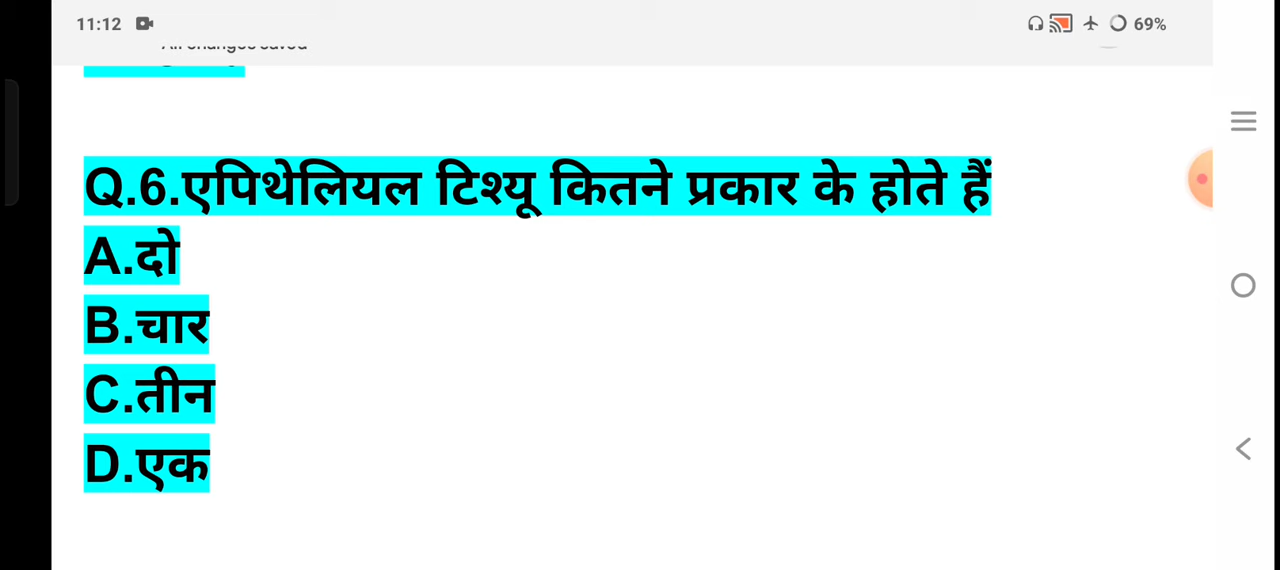 11:12
69%
Q.6.एपिथेलियल टिश्यू कितने प्रकार के होते हैं
A.दो
B.चार
C.तीन
D.एक